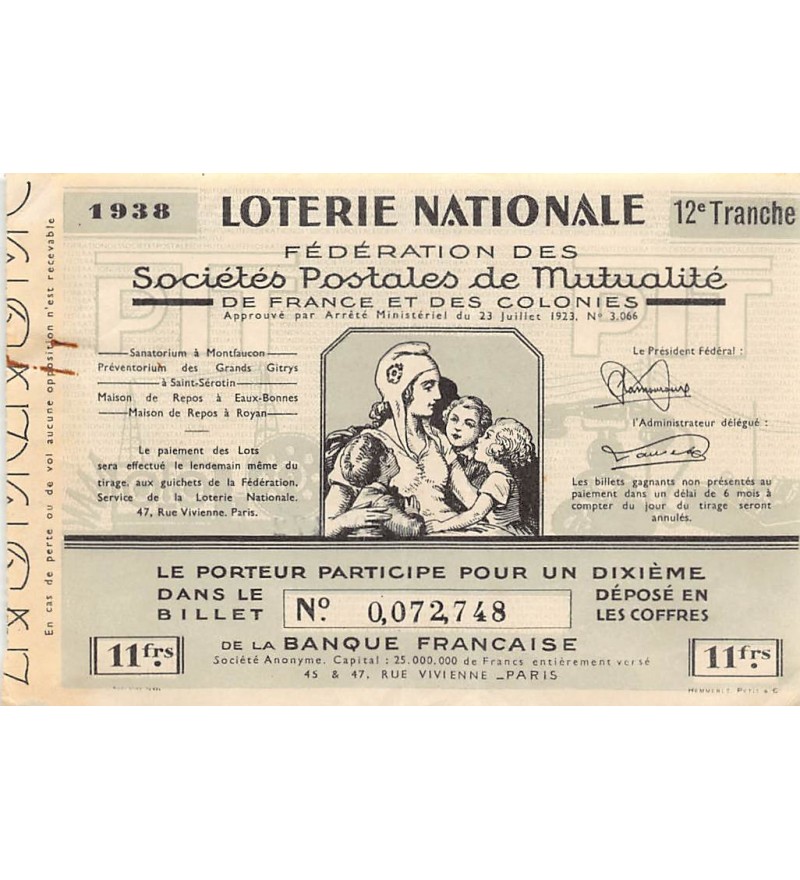 1938
LOTERIE NATIONALE
12e Tranche
FÉDÉRATION DES
Sociétés Postales de Mutualité
DE FRANCE ET DES COLONIES
Approuvé par Arrêté Ministériel du 23 Juillet 1923, No 3.066
PIF
Sanatorium à Montfaucon
Préventorium des Grands Gitrys
à Saint-Sérotin
Maison de Repos à Eaux-Bonnes
Maison de Repos à Royan
Le paiement des Lots
sera effectué le lendemain même du
tirage, aux guichets de la Fédération,
Service de la Loterie Nationale.
47, Rue Vivienne. Paris.
Le Président Fédéral :
l'Administrateur délégué :
Les billets gagnants non présentés au
paiement dans un délai de 6 mois à
compter du jour du tirage seront
annulés.
En cas de perte ou de vol aucune opposition n'est recevable
LE PORTEUR PARTICIPE POUR UN DIXIÈME
DANS LE
BILLET
No. 0,072,748
DÉPOSÉ EN
LES COFFRES
DE LA BANQUE FRANCAISE
Société Anonyme. Capital : 25.000.000 de Francs entièrement versé
45 & 47, RUE VIVIENNE _PARIS
11frs.
11frs.